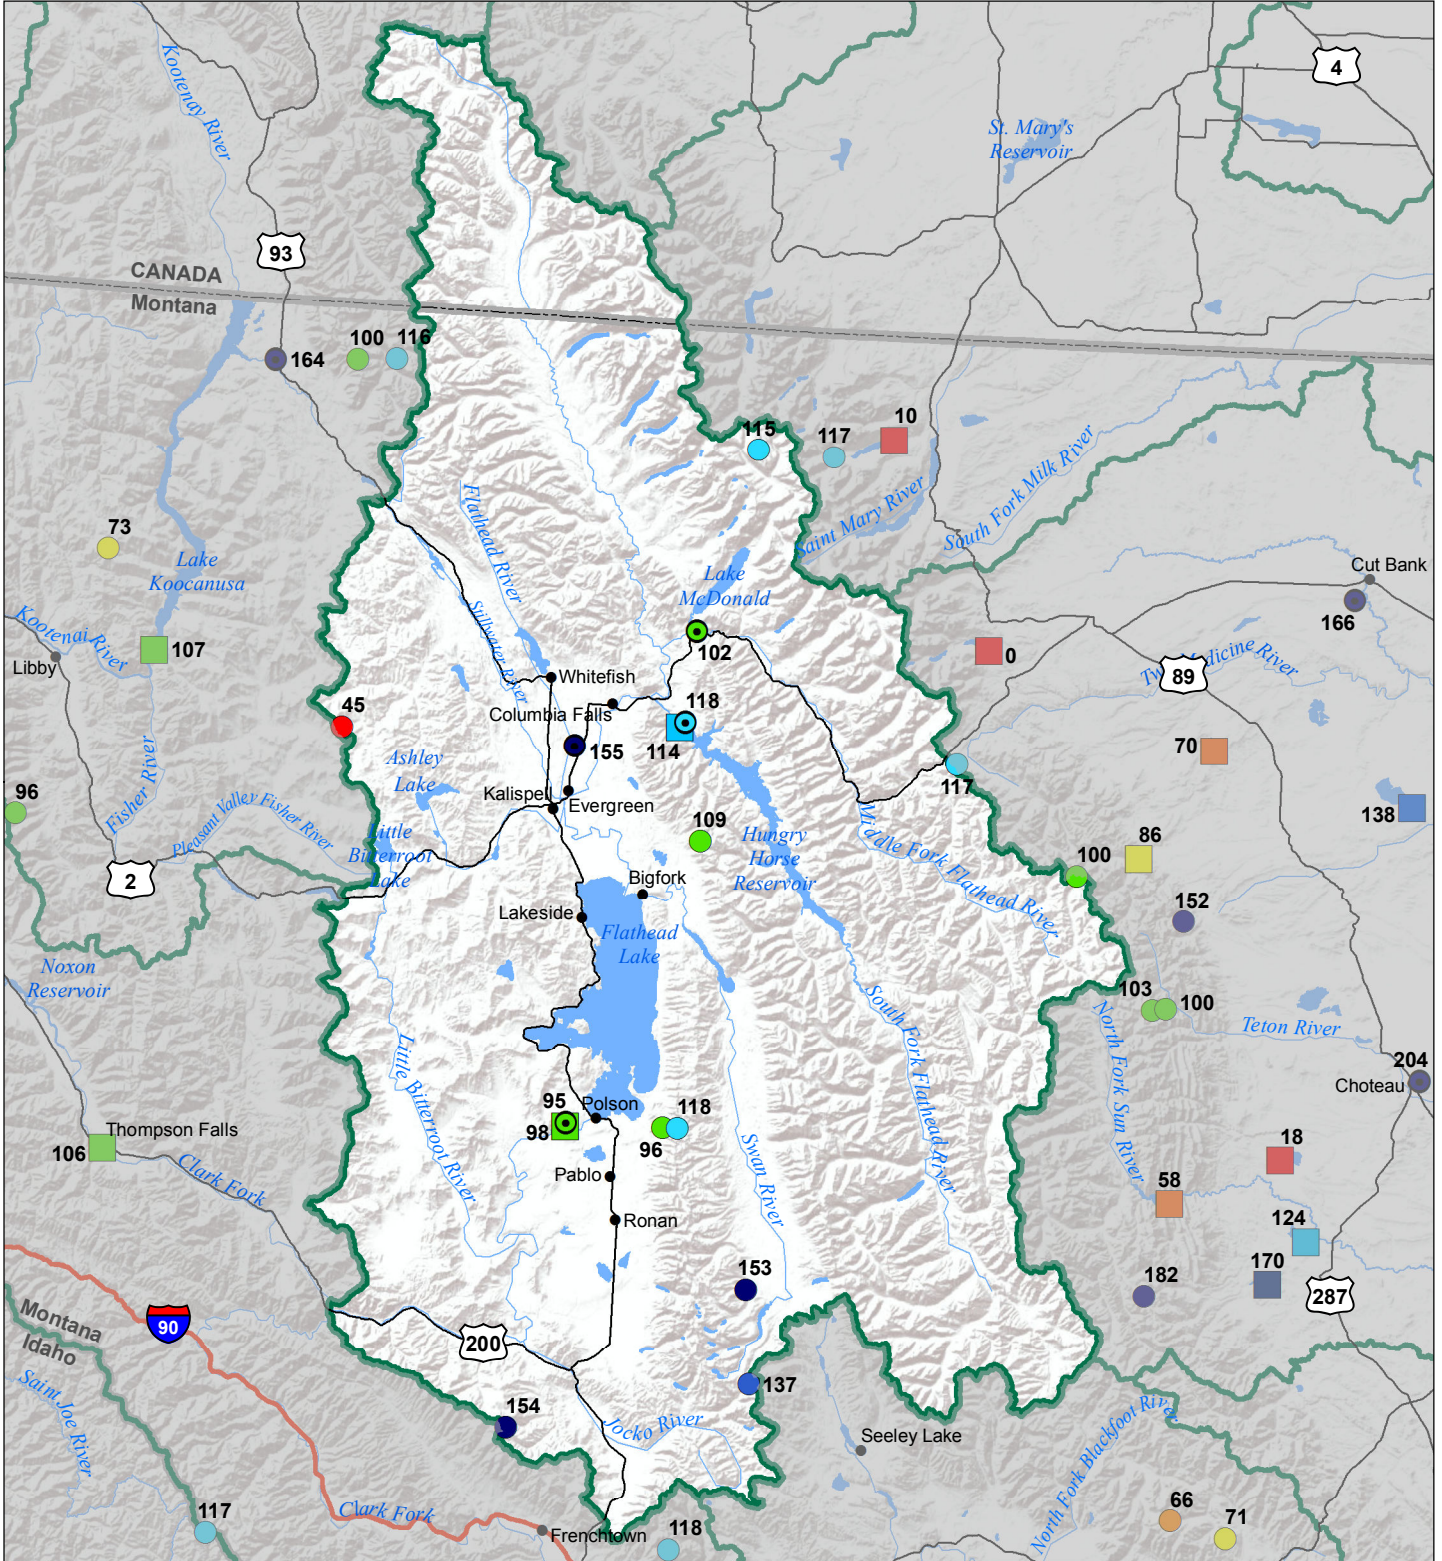 4
Kootenay River
St. Mary's
Reservoir
93
CANADA
Montana
164
100
116
115
117
10
Saint Mary River
South Fork Milk River
73
Lake
Koocanusa
Flathead River
Stillwater River
Lake
McDonald
Cut Bank
166
Kootenai River
Libby
107
102
0
Two Medicine River
89
Whitefish
45
Columbia Falls
118
114
155
70
Ashley
Lake
117
96
Fisher River
Pleasant Valley Fisher River
Kalispell
Evergreen
138
Little
Bitterroot
Lake
109
Hungry
Horse
Reservoir
Middle Fork Flathead River
86
2
100
Bigfork
152
Lakeside
Flathead
Lake
Noxon
Reservoir
103
100
North Fork Sun River
Teton River
South Fork Flathead River
Little Bitterroot River
204
Choteau
95
98
Polson
118
96
Thompson Falls
106
Clark Fork
Swan River
18
Pablo
58
Ronan
124
153
182
170
287
Montana
Idaho
90
200
Saint Joe River
137
154
Jocko River
Seeley Lake
North Fork Blackfoot River
117
Clark Fork
Frenchtown
118
66
71